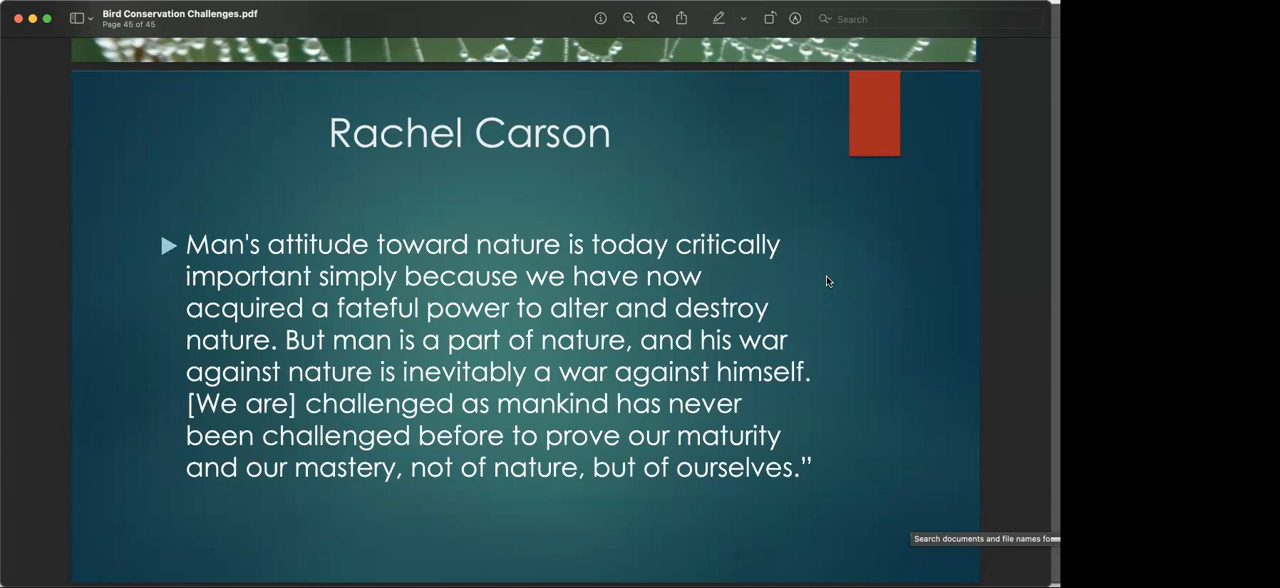 Bird Conservation Challenges.pdf
Page 45 of 45
Search
Rachel Carson
Man's attitude toward nature is today critically
important simply because we have now
acquired a fateful power to alter and destroy
nature. But man is a part of nature, and his war
against nature is inevitably a war against himself.
[We are] challenged as mankind has never
been challenged before to prove our maturity
and our mastery, not of nature, but of ourselves.”
Search documents and file names fo